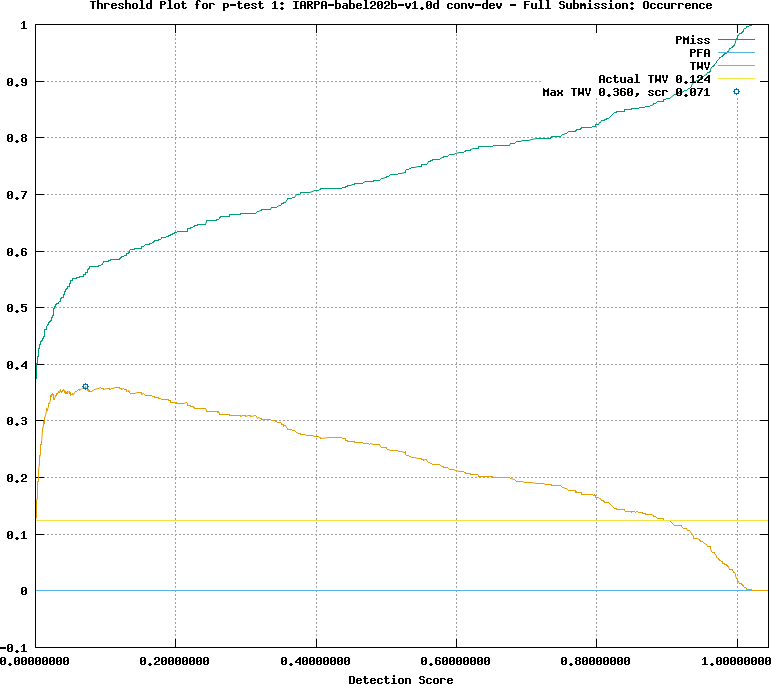 Threshold Plot for p-test 1: IARPA-babel202b-v1.0d conv-dev - Full Submission: Occurrence
1
PMiss
PFA
TWV
Actual TWV 0.124
Max TWV 0.360, scr 0.071
0.9
0.8
0.7
0.6
0.5
0.4
0.3
0.2
0.1
0
-0.1
0.00000000 0.20000000 0.40000000 0.60000000 0.80000000 1.00000000
Detection Score